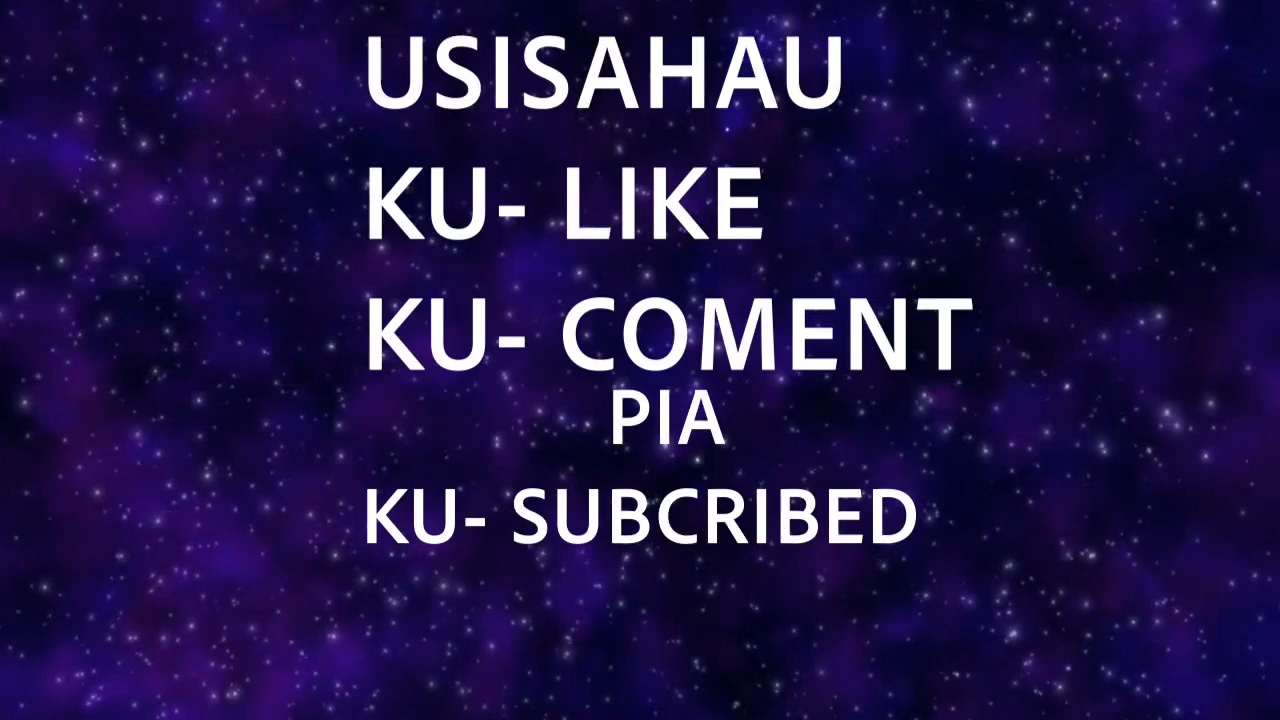 USISAHAU
KU- LIKE
KU- COMENT
PIA
KU- SUBCRIBED